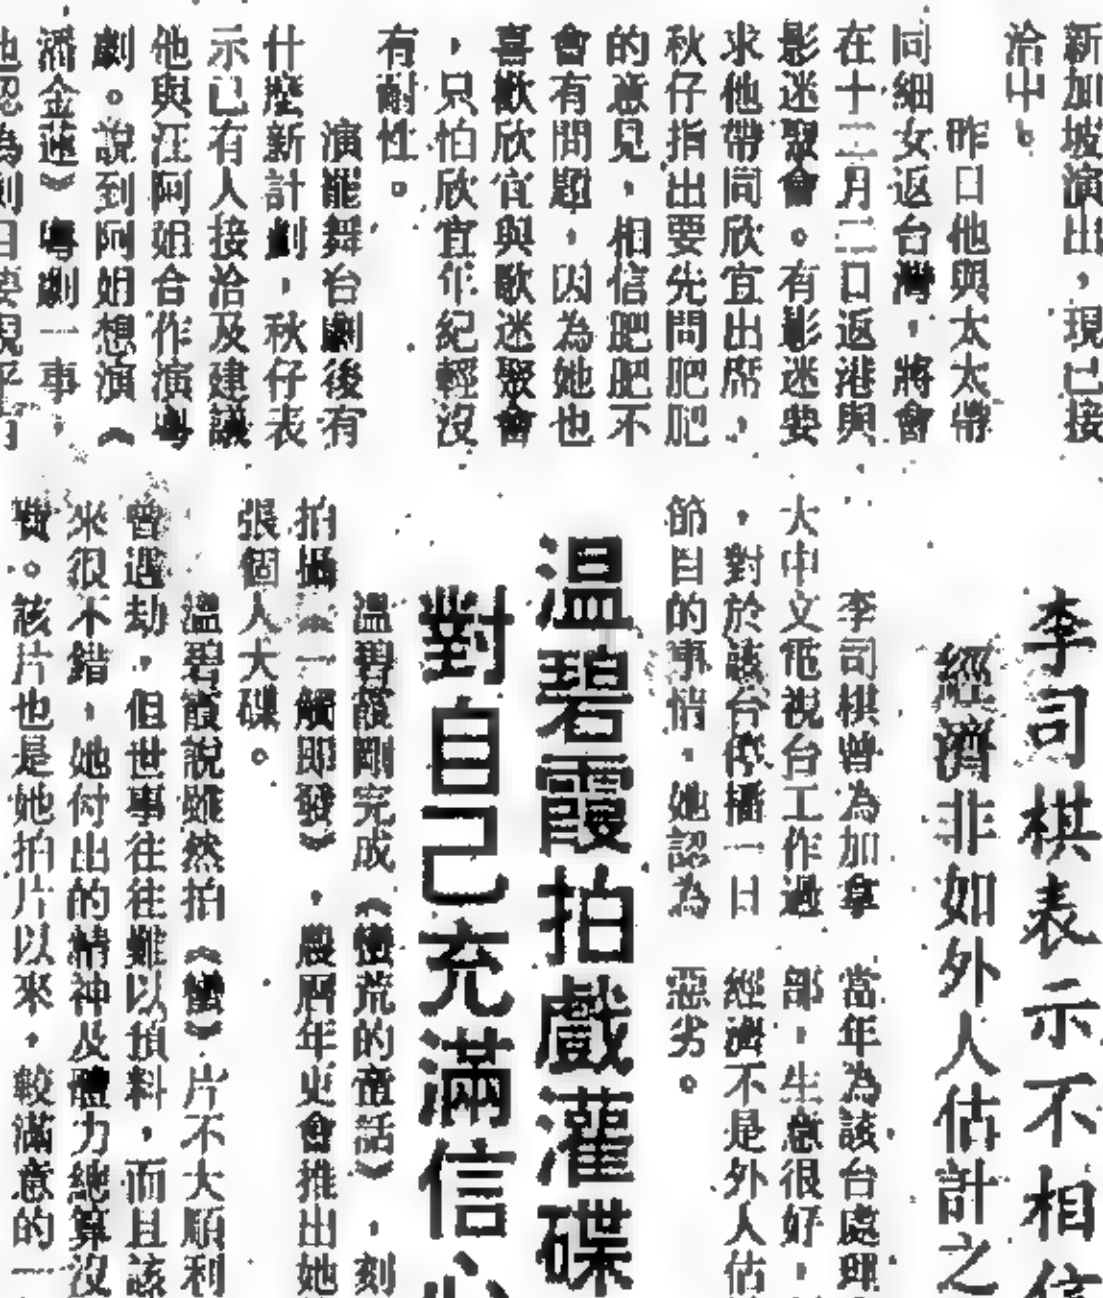 新加坡演出，現已接
洽中。
昨日他與太太帶
同細女返台灣，將會
在十二月二日返港與
影迷聚會。有影迷要
求他帶同欣宜出席，
秋仔指出要先問肥肥
的意見，相信肥肥不
會有問題，因為她也
喜歡欣宜與歌迷聚會
，只怕欣宜年紀輕沒
有耐性。
演罷舞台劇後有
什麼新計劃，秋仔表
示已有人接洽及建議
他與汪阿姐合作演粵
劇。說到阿姐想演《
潘金蓮》粵劇一事，
李司棋表示不相信
經濟非如外人估計之
李司棋曾為加拿
大中文電視台工作過
，對於該台停播一日
節目的事情，她認為
當年為該台處理
部，生意很好，
經濟不是外人估
惡劣。
温碧霞拍戲灌碟
對自己充滿信心
溫碧霞剛完成《蠻荒的童話》，刻
拍攝《一觸即發》，農曆年更會推出她
張個人大碟。
溫碧霞說雖然拍《蠻》片不大順利
曾遇劫，但世事往往難以預料，而且該
來很不錯，她付出的精神及體力總算沒
費。該片也是她拍片以來，較滿意的一